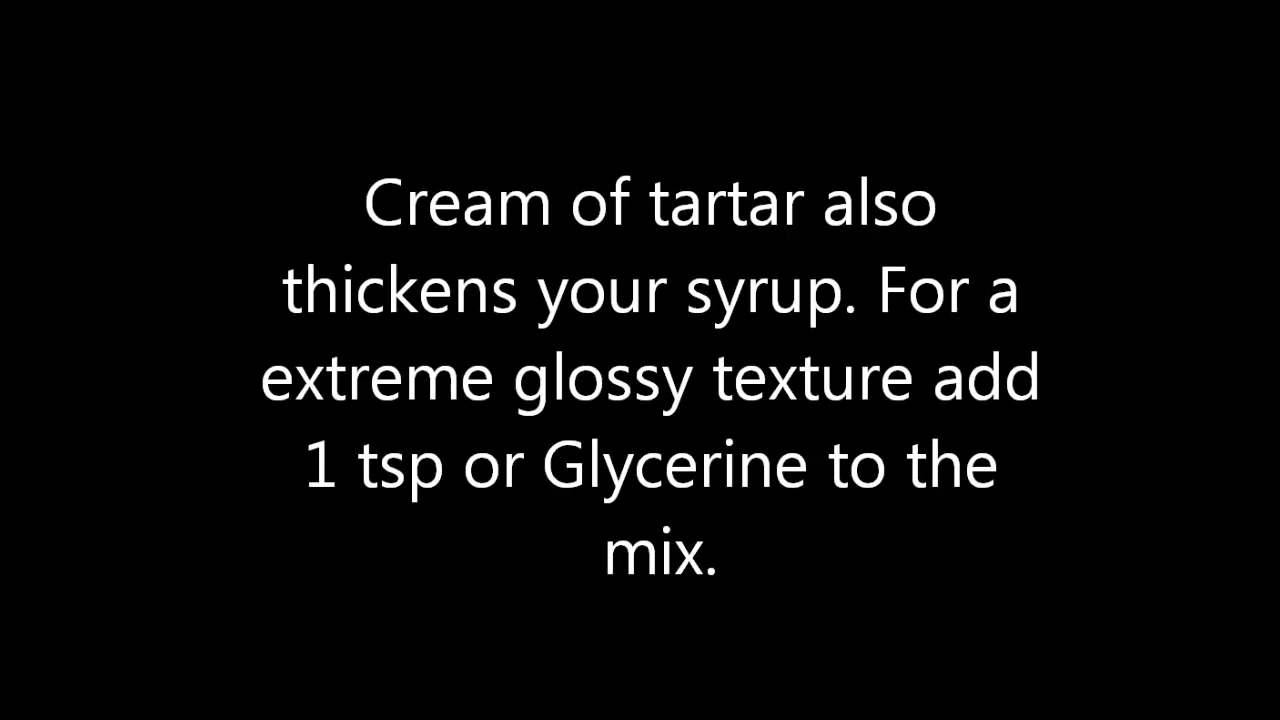 Cream of tartar also
thickens your syrup. For a
extreme glossy texture add
1 tsp or Glycerine to the
mix.